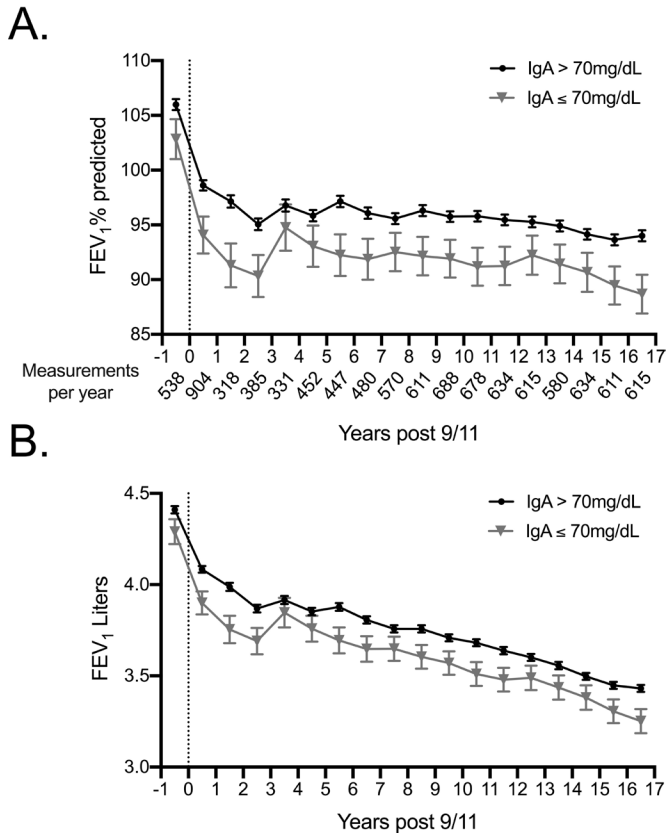 A.
110
105
100
95
90
85
FEV1% predicted
IgA > 70mg/dL
IgA ≤ 70mg/dL
-1 0 1 2 3 4 5 6 7 8 9 10 11 12 13 14 15 16 17
Measurements
per year
538 904 318 385 331 452 447 480 570 611 688 678 634 615 580 634 611 615
Years post 9/11
B.
4.5
4.0
3.5
3.0
FEV1 Liters
IgA > 70mg/dL
IgA ≤ 70mg/dL
-1 0 1 2 3 4 5 6 7 8 9 10 11 12 13 14 15 16 17
Years post 9/11